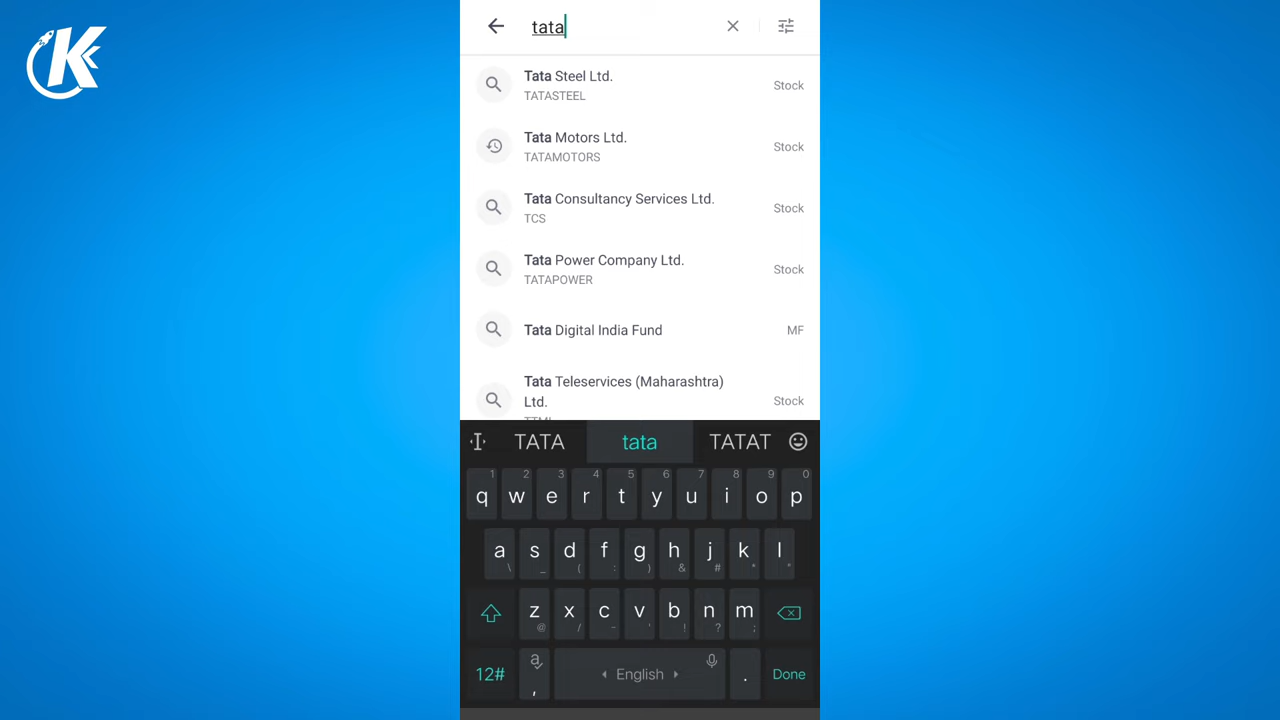 K
tata
Tata Steel Ltd.
TATASTEEL
Stock
Tata Motors Ltd.
TATAMOTORS
Stock
Tata Consultancy Services Ltd.
TCS
Stock
Tata Power Company Ltd.
TATAPOWER
Stock
Tata Digital India Fund
MF
Tata Teleservices (Maharashtra)
Ltd.
Stock
TATA tata TATAT
1 2 3 4 5 6 7 8 9 0
q w e r t y u i o p
a s d f g h j k l
\ _ ( : ) & # * "
z x c v b n m
@ / - ' ! ? ;
12# a , English . Done